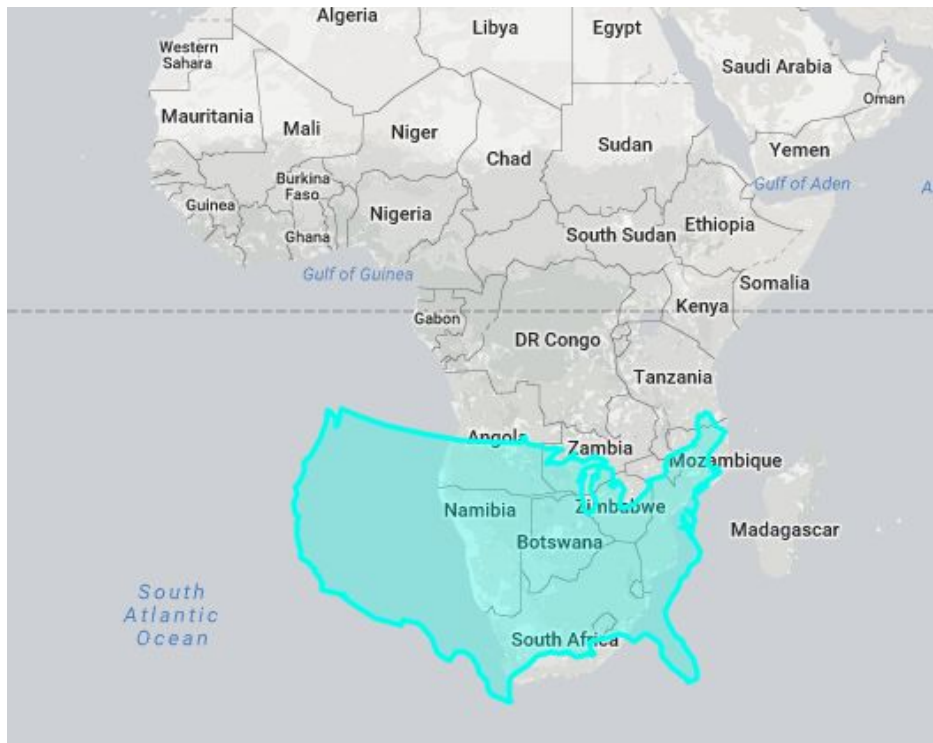 Algeria
Libya
Egypt
Western
Sahara
Saudi Arabia
Oman
Mauritania
Mali
Niger
Chad
Sudan
Yemen
Burkina
Faso
Gulf of Aden
A
Guinea
Nigeria
Ethiopia
Ghana
South Sudan
Gulf of Guinea
Somalia
Kenya
Gabon
DR Congo
Tanzania
Angola
Zambia
Mozambique
Namibia
Zimbabwe
Madagascar
Botswana
South
Atlantic
Ocean
South Africa